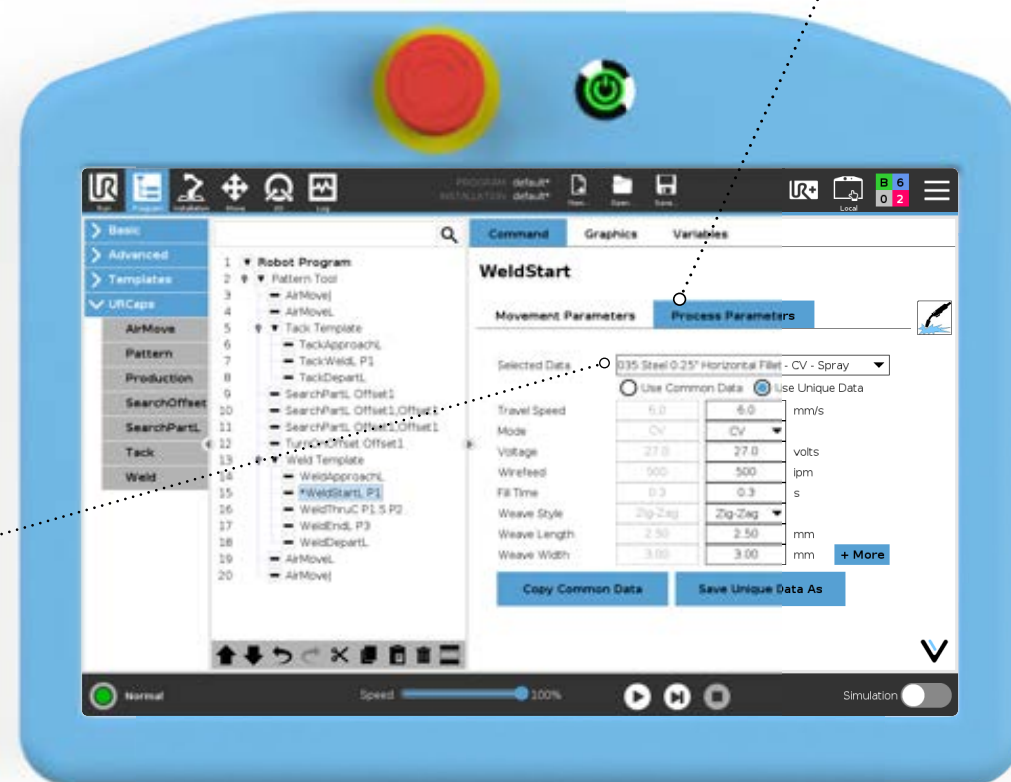 PROGRAM default*
INSTALLATION default*
Run
Program
Installation
Move
I/O
Log
New...
Open...
Save...
UR+
Local
B 6
0 2
Basic
Advanced
Templates
URCaps
AirMove
Pattern
Production
SearchOffset
SearchPartL
Tack
Weld
1 Robot Program
2 Pattern Tool
3 AirMoveJ
4 AirMoveL
5 Tack Template
6 TackApproachL
7 TackWeldL P1
8 TackDepartL
9 SearchPartL Offset1
10 SearchPartL Offset1,Offset1
11 SearchPartL Offset1,Offset1
12 TurnOnOffset Offset1
13 Weld Template
14 WeldApproachL
15 *WeldStartL P1
16 WeldThruC P1.5 P2
17 WeldEndL P3
18 WeldDepartL
19 AirMoveL
20 AirMoveJ
Command Graphics Variables
WeldStart
Movement Parameters Process Parameters
Selected Data 035 Steel 0.25" Horizontal Fillet - CV - Spray
Use Common Data Use Unique Data
Travel Speed 6.0 6.0 mm/s
Mode CV CV
Voltage 27.0 27.0 volts
Wirefeed 500 500 ipm
Fill Time 0.3 0.3 s
Weave Style Zig-Zag Zig-Zag
Weave Length 2.50 2.50 mm
Weave Width 3.00 3.00 mm + More
Copy Common Data Save Unique Data As
Normal
Speed 100%
Simulation